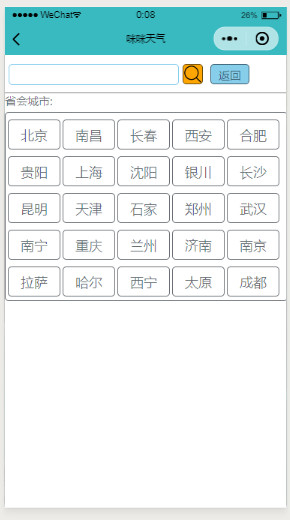 WeChat 0:08 26%
咪咪天气
返回
省会城市:
北京 南昌 长春 西安 合肥
贵阳 上海 沈阳 银川 长沙
昆明 天津 石家 郑州 武汉
南宁 重庆 兰州 济南 南京
拉萨 哈尔 西宁 太原 成都